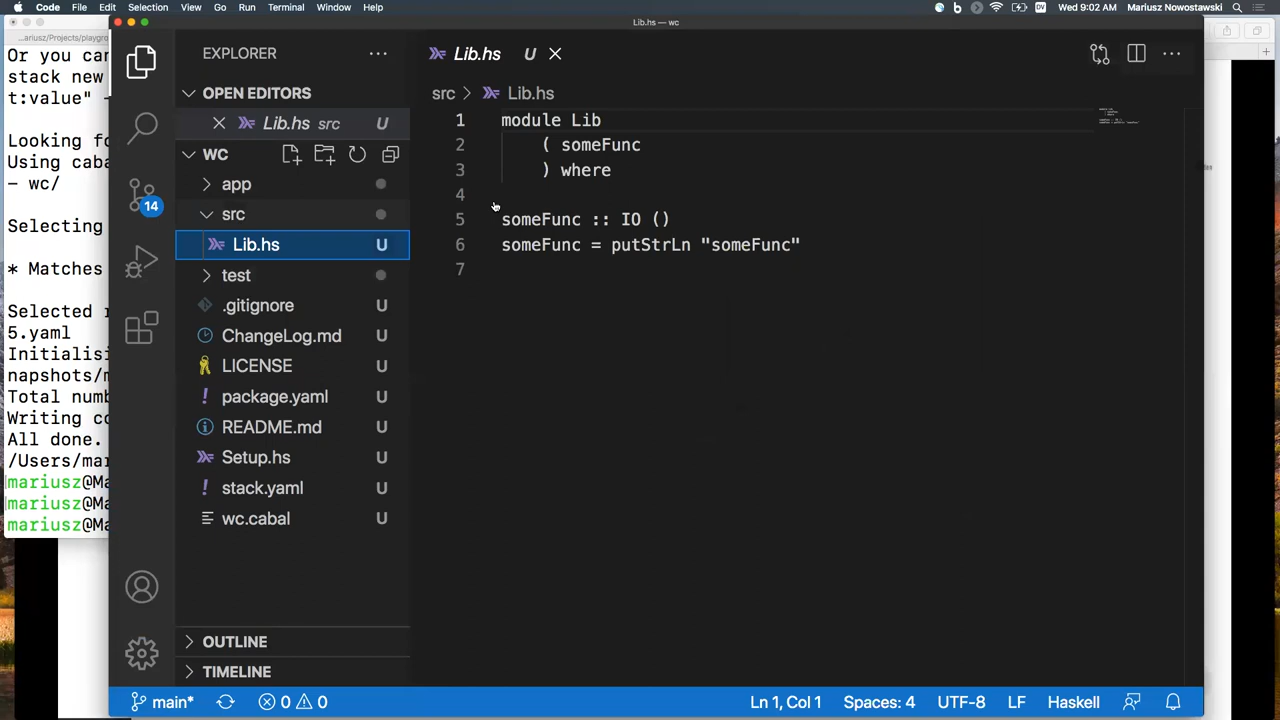 Code File Edit Selection View Go Run Terminal Window Help
DV Wed 9:02 AM Mariusz Nowostawski
...ariusz/Projects/playgro
Lib.hs — wc
Or you can
stack new
t:value" -
Looking fo
Using caba
- wc/
Selecting
* Matches
Selected r
5.yaml
Initialisi
napshots/m
Total numb
Writing co
All done.
/Users/mar
mariusz@Ma
mariusz@Ma
mariusz@Ma
14
EXPLORER
OPEN EDITORS
Lib.hs src U
WC
app
src
Lib.hs U
test
.gitignore U
ChangeLog.md U
LICENSE U
package.yaml U
README.md U
Setup.hs U
stack.yaml U
wc.cabal U
OUTLINE
TIMELINE
Lib.hs U
src > Lib.hs
1 module Lib
2 ( someFunc
3 ) where
4
5 someFunc :: IO ()
6 someFunc = putStrLn "someFunc"
7
main* 0 0 Ln 1, Col 1 Spaces: 4 UTF-8 LF Haskell